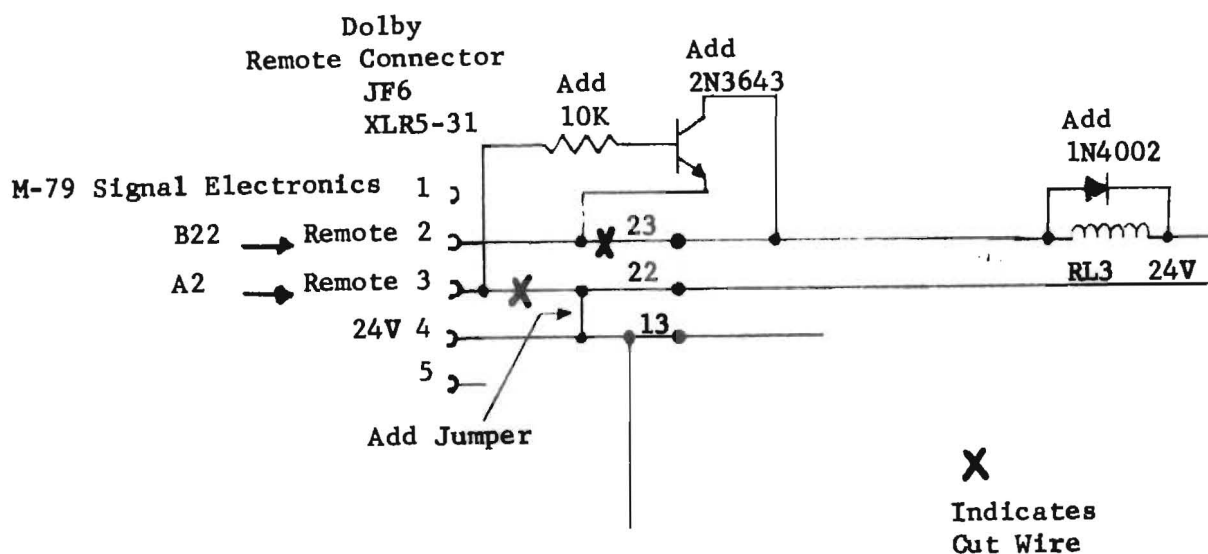 Dolby
Remote Connector
JF6
XLR5-31
Add
10K
Add
2N3643
Add
1N4002
M-79 Signal Electronics 1
B22 Remote 2
23
A2 Remote 3
22
RL3 24V
24V 4
13
5
Add Jumper
X
X
X
Indicates
Cut Wire